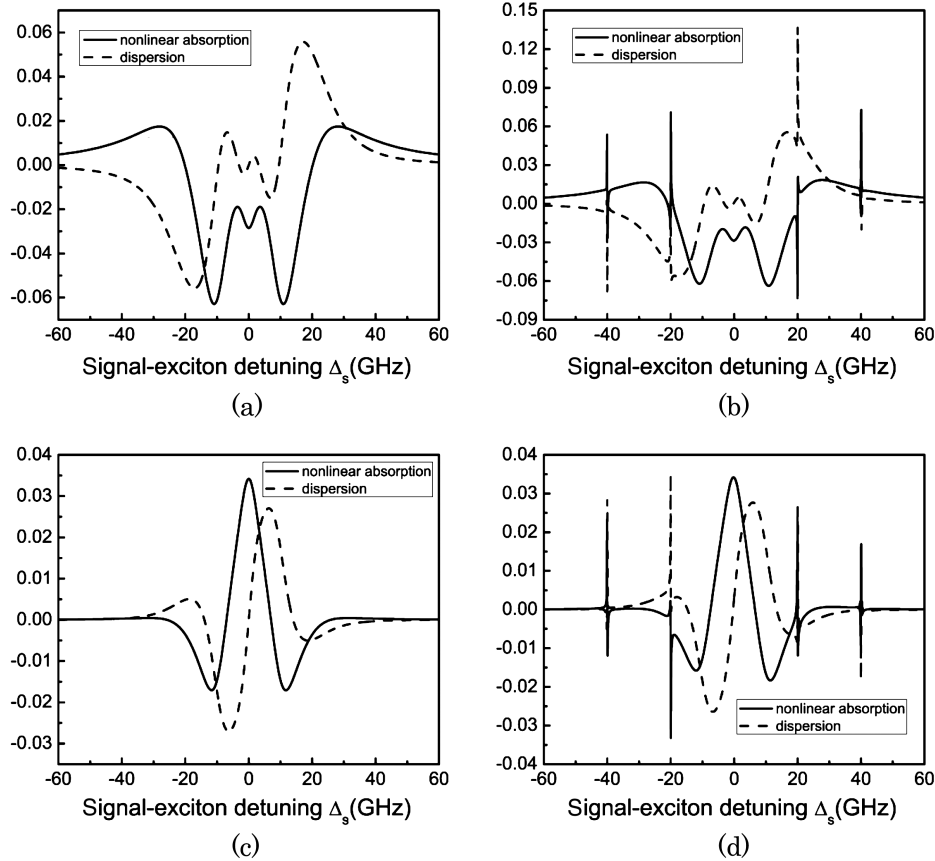 0.06
0.04
0.02
0.00
-0.02
-0.04
-0.06
-60 -40 -20 0 20 40 60
nonlinear absorption
dispersion
Signal-exciton detuning Δs(GHz)
(a)
0.15
0.12
0.09
0.06
0.03
0.00
-0.03
-0.06
-0.09
-60 -40 -20 0 20 40 60
nonlinear absorption
dispersion
Signal-exciton detuning Δs(GHz)
(b)
0.04
0.03
0.02
0.01
0.00
-0.01
-0.02
-0.03
-60 -40 -20 0 20 40 60
nonlinear absorption
dispersion
Signal-exciton detuning Δs(GHz)
(c)
0.04
0.03
0.02
0.01
0.00
-0.01
-0.02
-0.03
-0.04
-60 -40 -20 0 20 40 60
nonlinear absorption
dispersion
Signal-exciton detuning Δs(GHz)
(d)